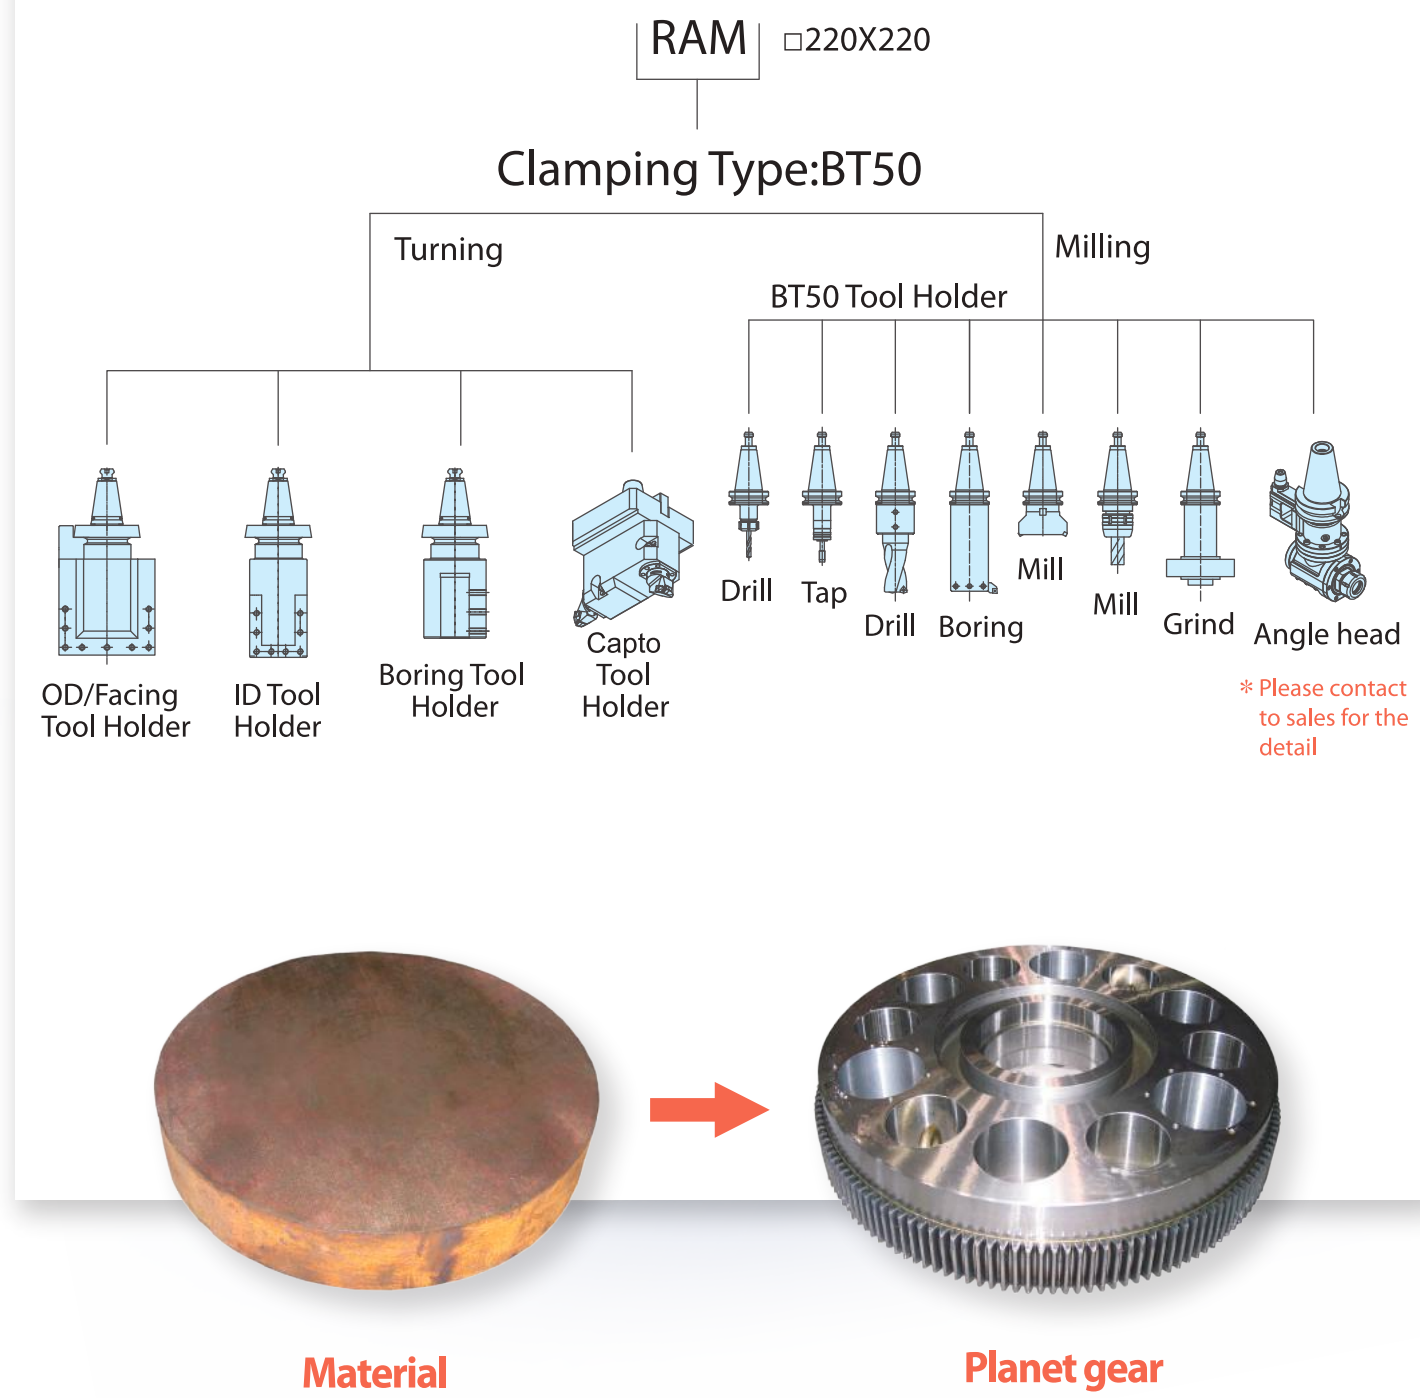 RAM □220X220
Clamping Type:BT50
Turning
Milling
BT50 Tool Holder
OD/Facing
Tool Holder
ID Tool
Holder
Boring Tool
Holder
Capto
Tool
Holder
Drill
Tap
Drill
Boring
Mill
Mill
Grind
Angle head
* Please contact
to sales for the
detail
Material
Planet gear